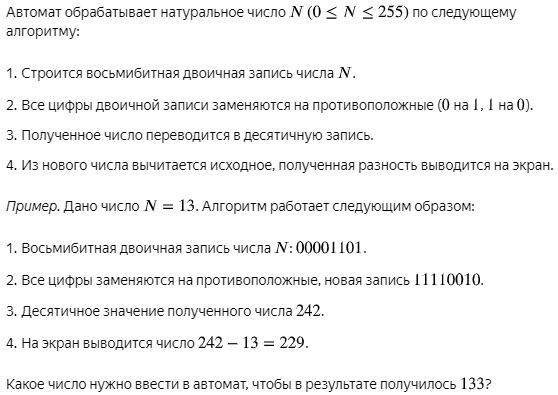 Автомат обрабатывает натуральное число N (0 ≤ N ≤ 255) по следующему
алгоритму:
1. Строится восьмибитная двоичная запись числа N.
2. Все цифры двоичной записи заменяются на противоположные (0 на 1, 1 на 0).
3. Полученное число переводится в десятичную запись.
4. Из нового числа вычитается исходное, полученная разность выводится на экран.
Пример. Дано число N = 13. Алгоритм работает следующим образом:
1. Восьмибитная двоичная запись числа N: 00001101.
2. Все цифры заменяются на противоположные, новая запись 11110010.
3. Десятичное значение полученного числа 242.
4. На экран выводится число 242 − 13 = 229.
Какое число нужно ввести в автомат, чтобы в результате получилось 133?